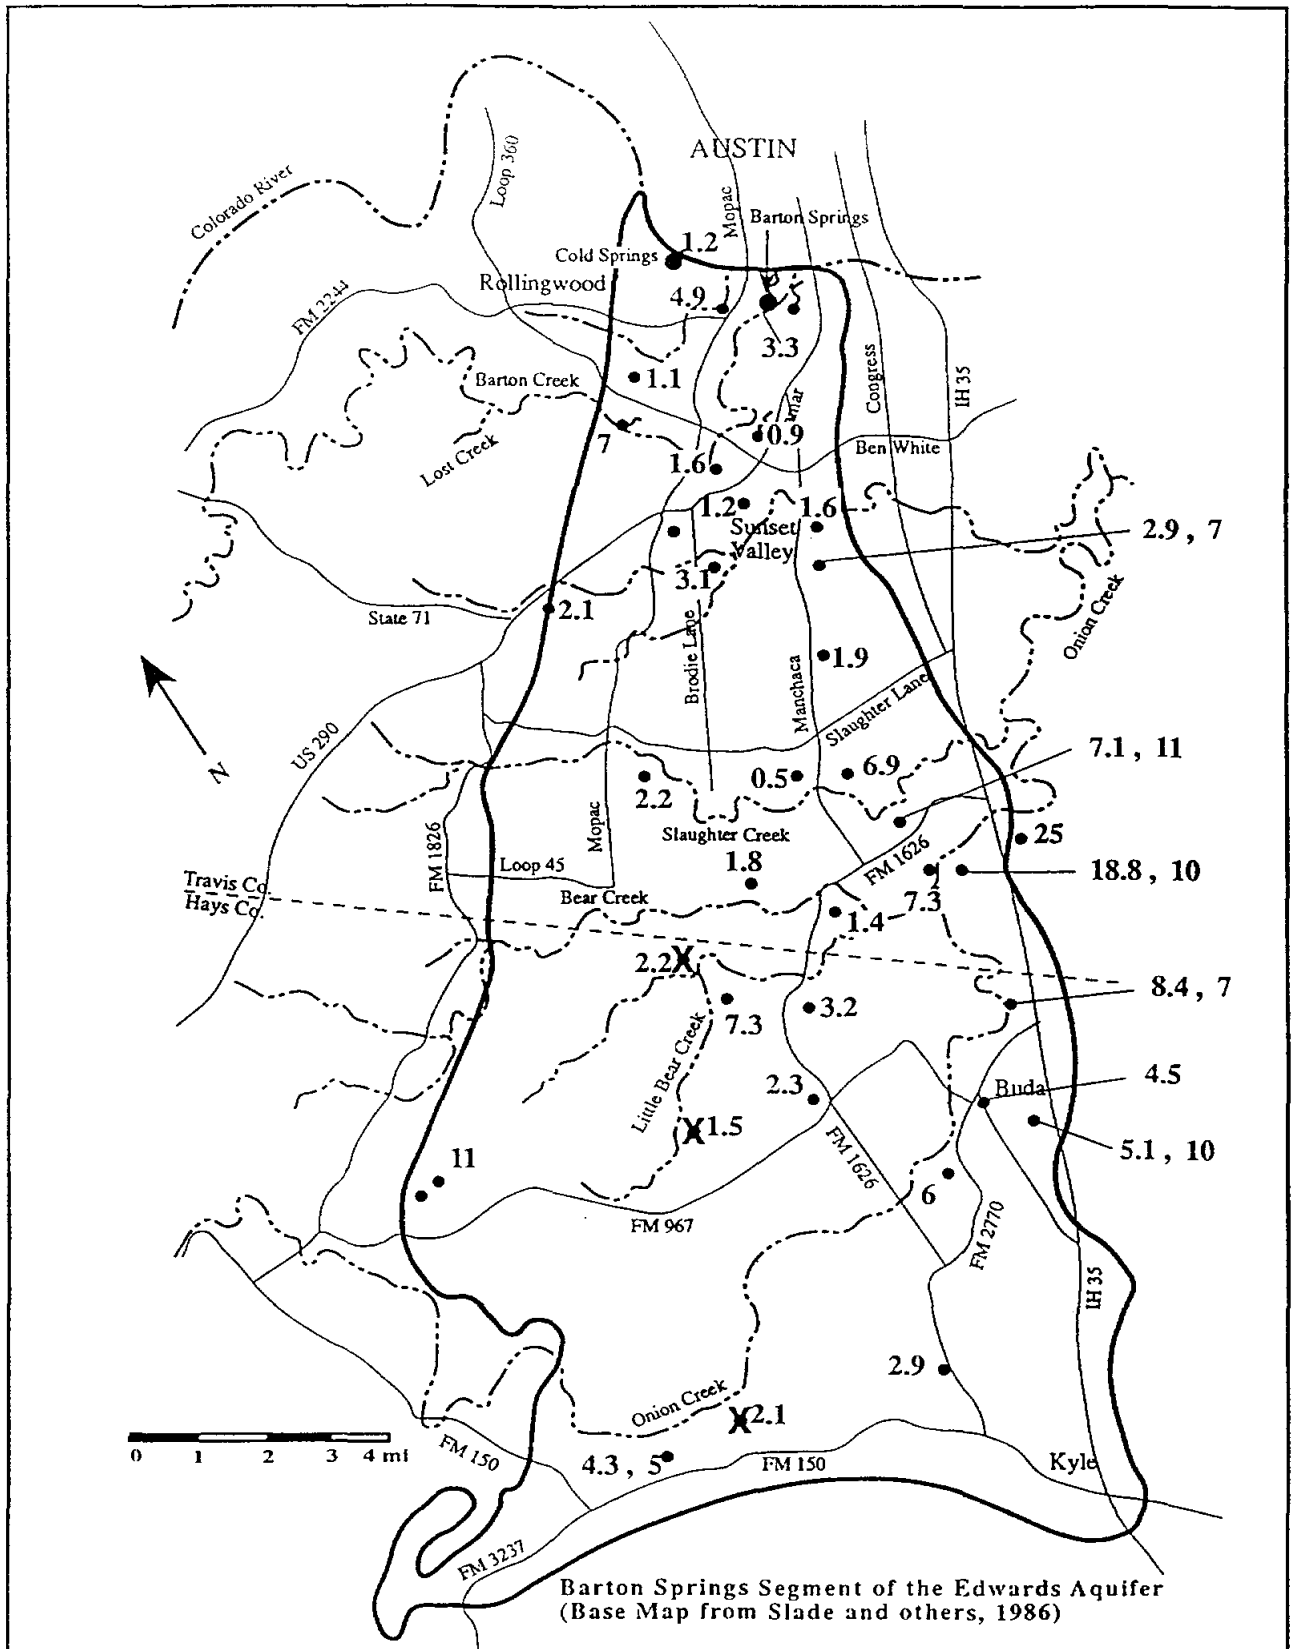 AUSTIN
Loop 360
Colorado River
Mopac
Barton Springs
1.2
Cold Springs
Rollingwood
4.9
FM 2244
3.3
1.1
Congress
IH 35
Barton Creek
Lost Creek
7
0.9
Ben White
1.6
1.2
1.6
Sunset
Valley
2.9 , 7
3.1
2.1
State 71
Onion Creek
Brodie Lane
1.9
Manchaca
Slaughter Lane
US 290
N
7.1 , 11
6.9
0.5
2.2
Mopac
Slaughter Creek
25
FM 1826
Loop 45
1.8
FM 1626
18.8 , 10
Travis Co.
Hays Co.
Bear Creek
7.3
1.4
2.2
8.4 , 7
7.3
3.2
Little Bear Creek
2.3
Buda
4.5
1.5
FM 1626
5.1 , 10
11
6
FM 967
FM 2770
IH 35
2.9
Onion Creek
2.1
0 1 2 3 4 mi
FM 150
4.3 , 5
FM 150
Kyle
FM 3237
Barton Springs Segment of the Edwards Aquifer
(Base Map from Slade and others, 1986)